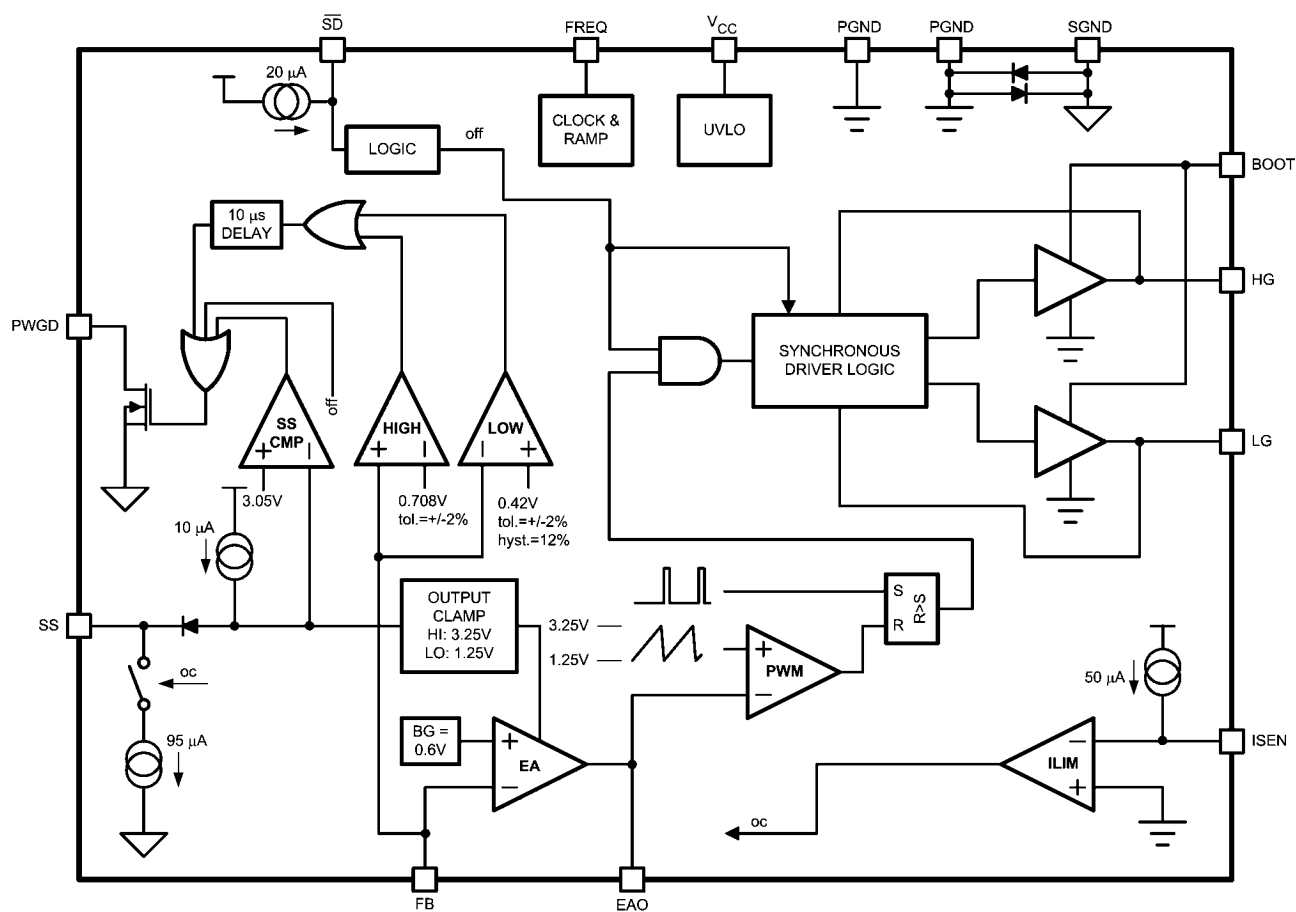 SD
FREQ
VCC
PGND
PGND
SGND
20 µA
CLOCK &
RAMP
UVLO
LOGIC
off
BOOT
10 µs
DELAY
HG
PWGD
SYNCHRONOUS
DRIVER LOGIC
off
SS
CMP
+ −
HIGH
+ −
LOW
− +
LG
3.05V
0.708V
tol.=+/-2%
0.42V
tol.=+/-2%
hyst.=12%
10 µA
SS
OUTPUT
CLAMP
HI: 3.25V
LO: 1.25V
3.25V
1.25V
S
R
R>S
+
PWM
−
oc
50 µA
95 µA
BG =
0.6V
+
EA
−
ISEN
−
ILIM
+
oc
FB
EAO